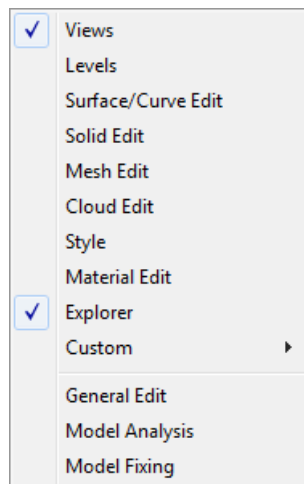 Views
Levels
Surface/Curve Edit
Solid Edit
Mesh Edit
Cloud Edit
Style
Material Edit
Explorer
Custom
General Edit
Model Analysis
Model Fixing